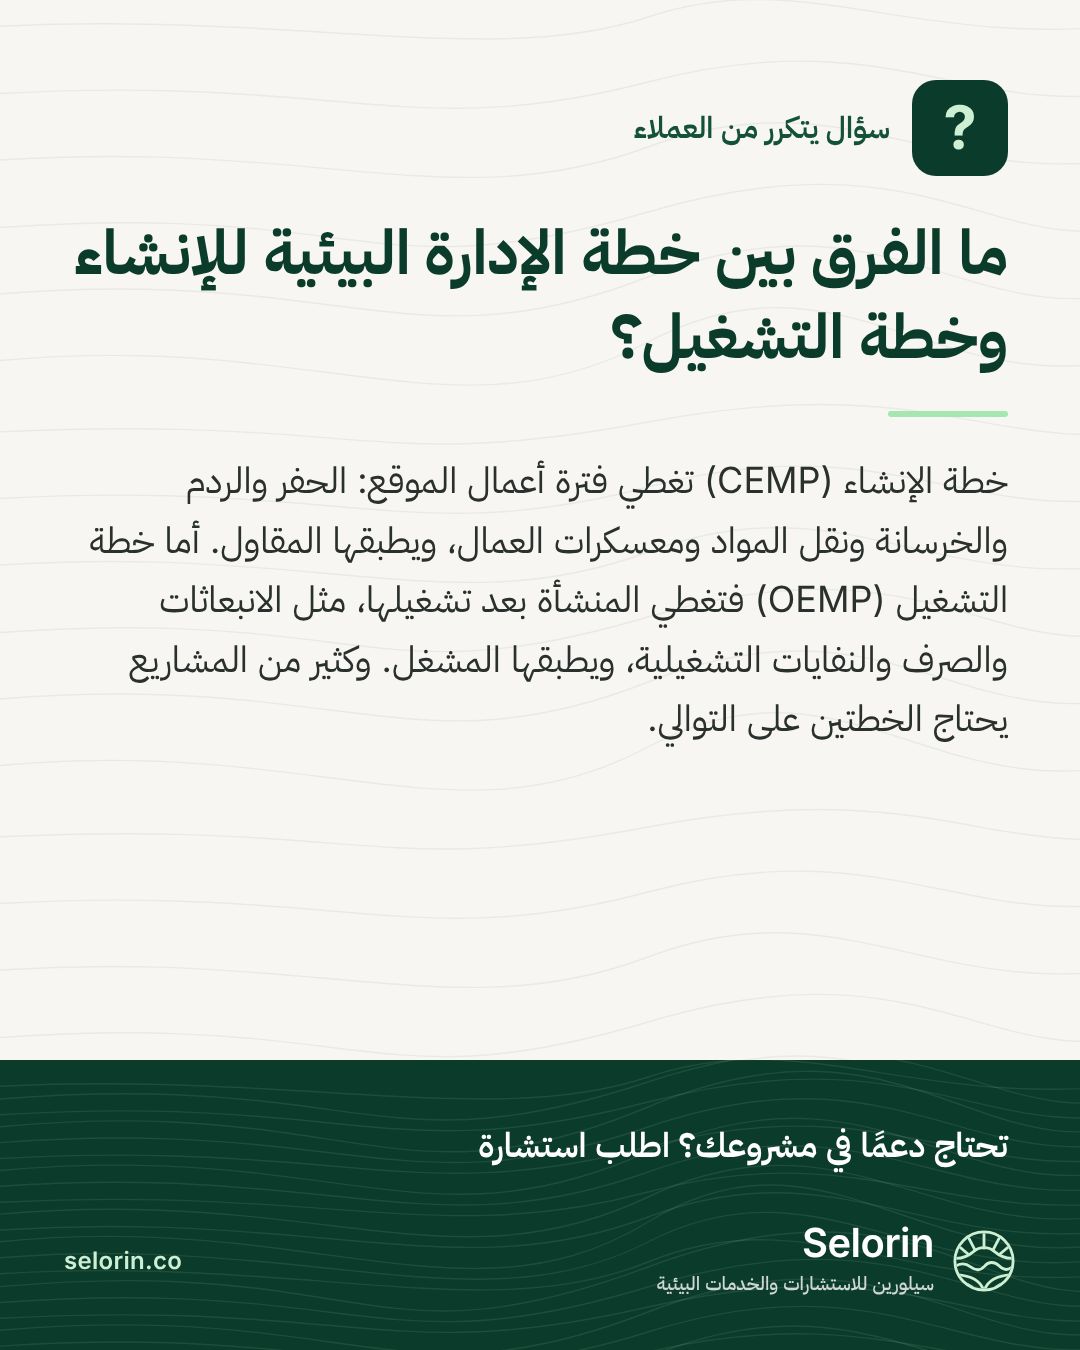 ?
سؤال يتكرر من العملاء
ما الفرق بين خطة الإدارة البيئية للإنشاء
وخطة التشغيل؟
خطة الإنشاء (CEMP) تغطي فترة أعمال الموقع: الحفر والردم
والخرسانة ونقل المواد ومعسكرات العمال، ويطبقها المقاول. أما خطة
التشغيل (OEMP) فتغطي المنشأة بعد تشغيلها، مثل الانبعاثات
والصرف والنفايات التشغيلية، ويطبقها المشغل. وكثير من المشاريع
يحتاج الخطتين على التوالي.
تحتاج دعمًا في مشروعك؟ اطلب استشارة
Selorin
سيلورين للاستشارات والخدمات البيئية
selorin.co